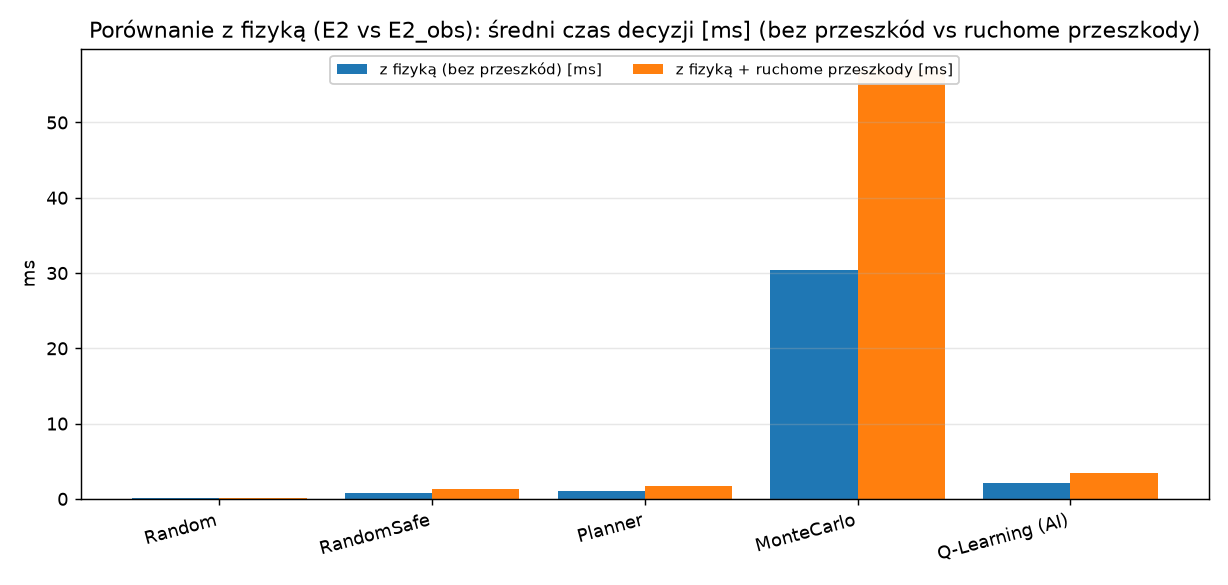 Porównanie z fizyką (E2 vs E2_obs): średni czas decyzji [ms] (bez przeszkód vs ruchome przeszkody)
z fizyką (bez przeszkód) [ms]
z fizyką + ruchome przeszkody [ms]
50
40
30
20
10
0
ms
Random
RandomSafe
Planner
MonteCarlo
Q-Learning (AI)